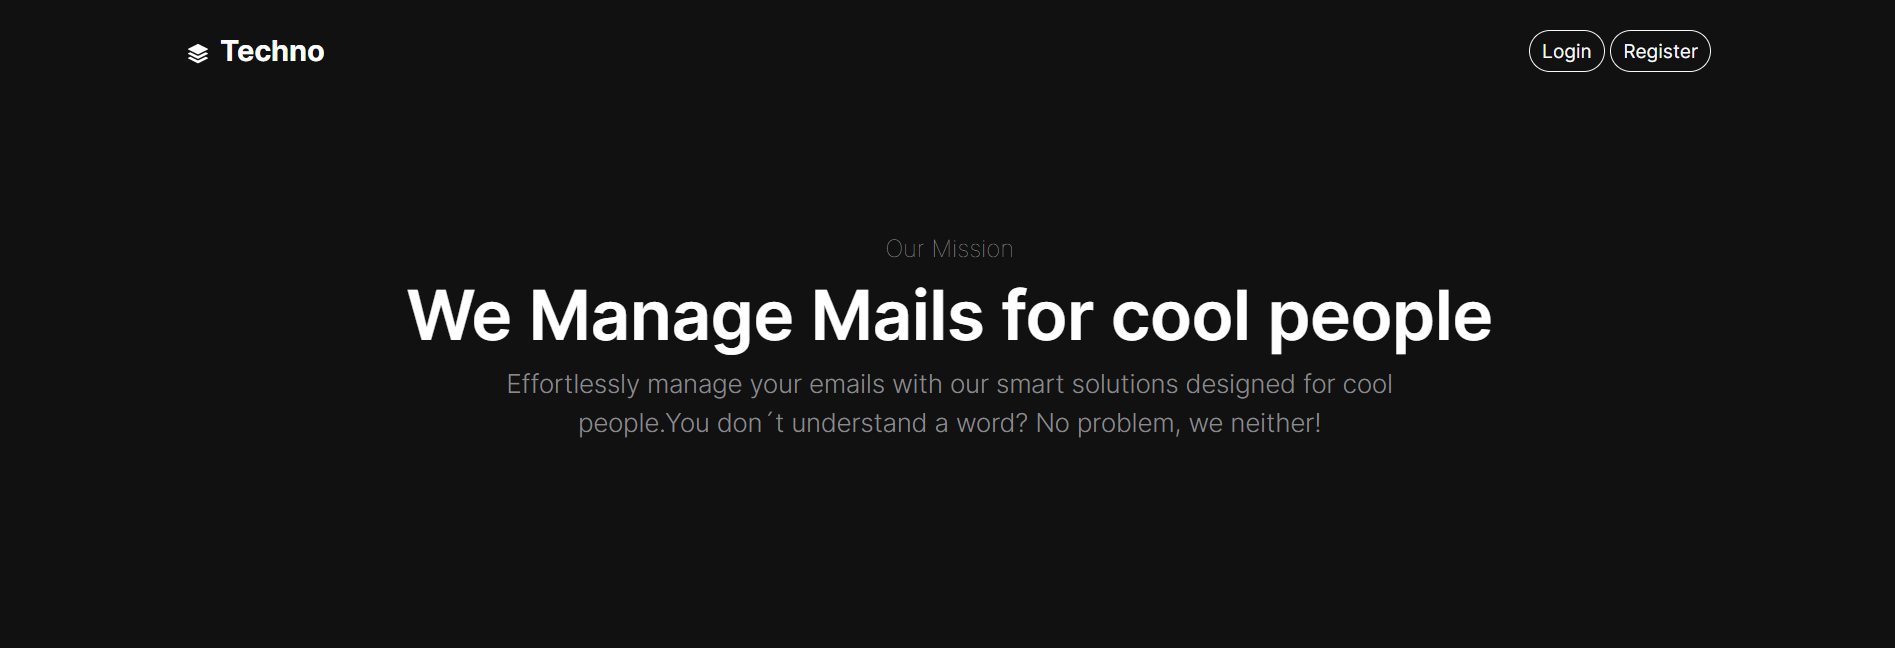 Techno
Login
Register
Our Mission
We Manage Mails for cool people
Effortlessly manage your emails with our smart solutions designed for cool
people.You don´t understand a word? No problem, we neither!